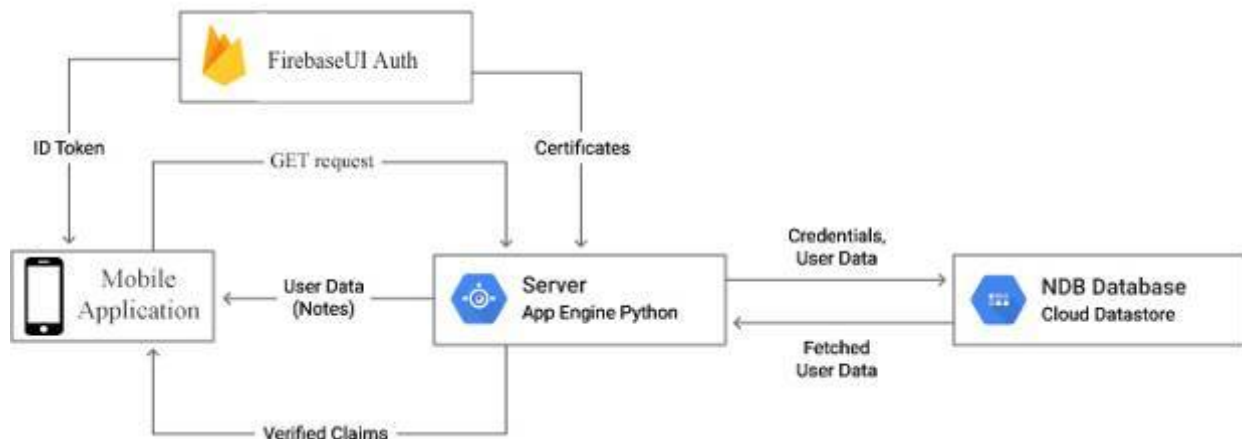 FirebaseUI Auth
ID Token
Certificates
GET request
Mobile
Application
User Data
(Notes)
Server
App Engine Python
Credentials,
User Data
NDB Database
Cloud Datastore
Fetched
User Data
Verified Claims